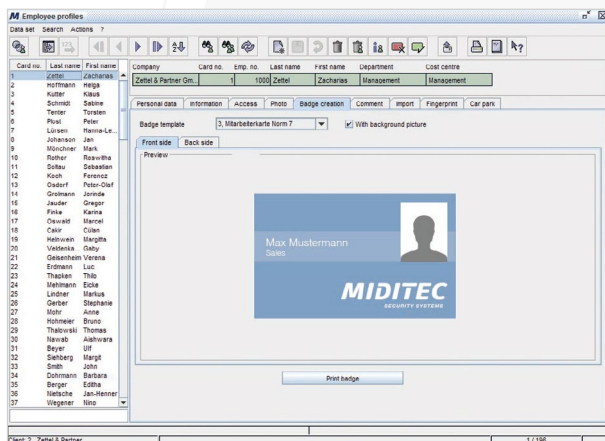 Employee profiles
Data set Search Actions ?
Card no. Last name First name
1 Zettel Zacharias
2 Hoffmann Helga
3 Kutter Klaus
4 Schmidt Sabine
5 Tenter Torsten
6 Plost Peter
7 Lürsen Hanna-Le...
8 Johanson Jan
9 Mönchner Mark
10 Rother Roswitha
11 Soltau Sebastian
12 Koch Ferencz
13 Osdorf Peter-Olaf
14 Grolmann Jorinde
15 Jauder Gregor
16 Finke Karina
17 Oswald Marcel
18 Cakir Cülan
19 Heinwein Margitta
20 Veldenka... Gaby
21 Geisenheim Verena
22 Erdmann Luc
23 Thapken Thilo
24 Mehlmann Eicke
25 Lindner Markus
26 Gerber Stephanie
27 Mohr Anne
28 Hohmeier Bruno
29 Thalowski Thomas
30 Nawab Aishwara
31 Beyer Ulf
32 Siehberg Margit
33 Smith John
34 Dohrmann Barbara
35 Berger Editha
36 Nietsche Jan-Henner
37 Wegener Nino
Company Card no. Emp. no. Last name First name Department Cost centre
Zettel & Partner Gm... 1 1000 Zettel Zacharias Management Management
Personal data Information Access Photo Badge creation Comment Import Fingerprint Car park
Badge template 3, Mitarbeiterkarte Norm 7 With background picture
Front side Back side
Preview
Max Mustermann
Sales
MIDITEC
SECURITY SYSTEMS
Print badge
Client: 2, Zettel & Partner 1 / 196